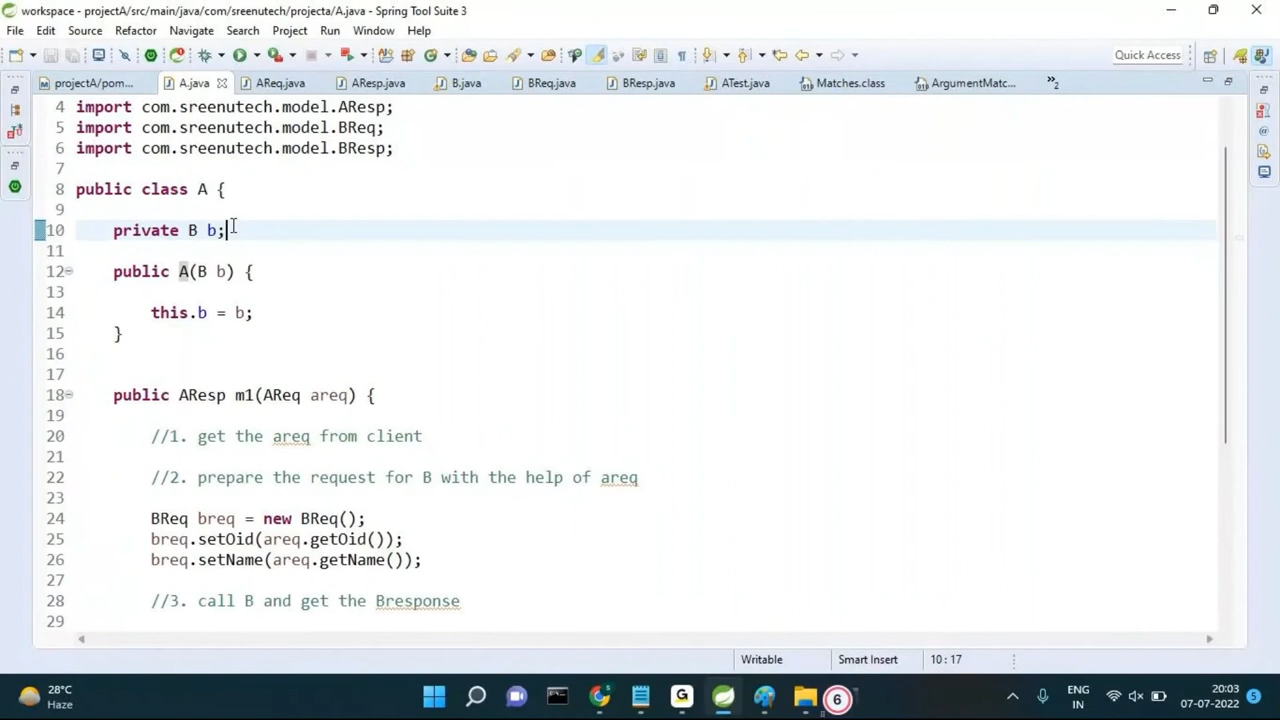 workspace - projectA/src/main/java/com/sreenutech/projecta/A.java - Spring Tool Suite 3
File Edit Source Refactor Navigate Search Project Run Window Help
Quick Access
projectA/pom... A.java AReq.java AResp.java B.java BReq.java BResp.java ATest.java Matches.class ArgumentMatc... »2
4 import com.sreenutech.model.AResp;
5 import com.sreenutech.model.BReq;
6 import com.sreenutech.model.BResp;
7
8 public class A {
9
10 private B b;
11
12 public A(B b) {
13
14 this.b = b;
15 }
16
17
18 public AResp m1(AReq areq) {
19
20 //1. get the areq from client
21
22 //2. prepare the request for B with the help of areq
23
24 BReq breq = new BReq();
25 breq.setOid(areq.getOid());
26 breq.setName(areq.getName());
27
28 //3. call B and get the Bresponse
29
Writable Smart Insert 10 : 17
28°C
Haze
6
ENG
IN
20:03
07-07-2022
5